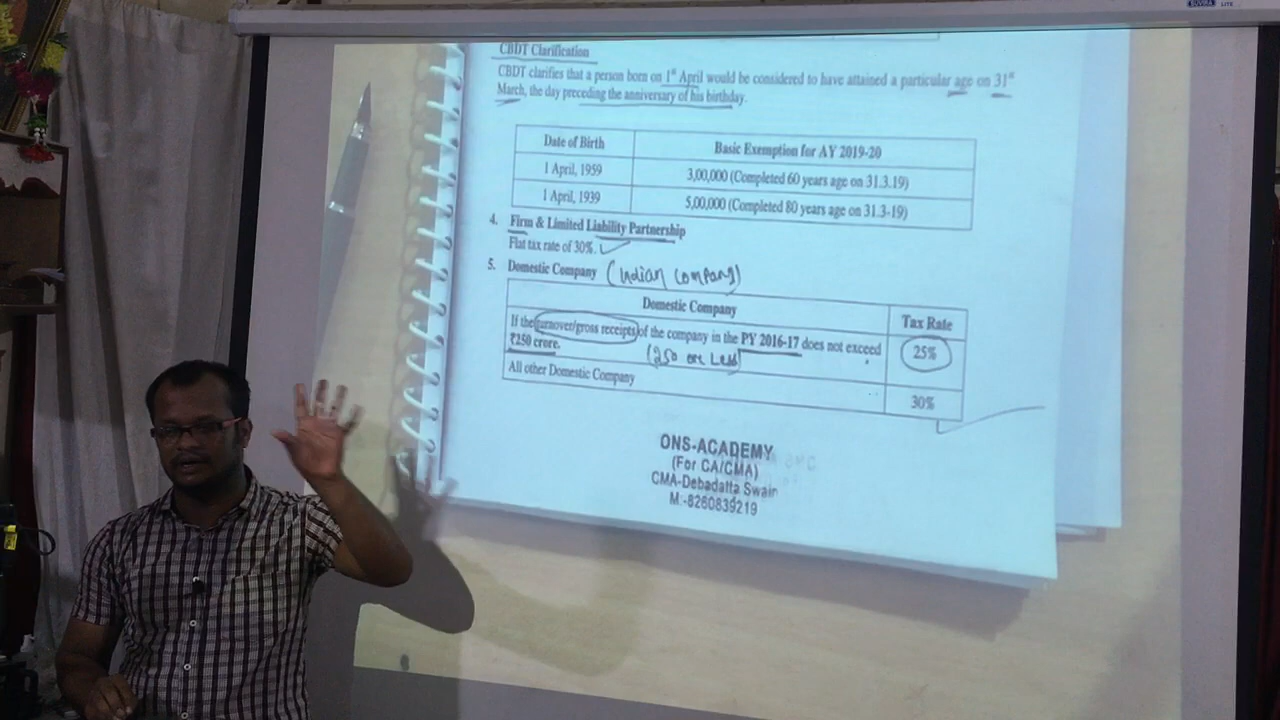 SUVIRA LITE
CBDT Clarification
CBDT clarifies that a person born on 1st April would be considered to have attained a particular age on 31st
March, the day preceding the anniversary of his birthday.
Date of Birth Basic Exemption for AY 2019-20
1 April, 1959 3,00,000 (Completed 60 years age on 31.3.19)
1 April, 1939 5,00,000 (Completed 80 years age on 31.3-19)
4. Firm & Limited Liability Partnership
Flat tax rate of 30%.
5. Domestic Company (Indian Company)
Domestic Company Tax Rate
If the turnover/gross receipts of the company in the PY 2016-17 does not exceed 25%
₹250 crore. (250 or Less)
All other Domestic Company 30%
ONS-ACADEMY
(For CA/CMA)
CMA-Debadatta Swain
M:-8260839219